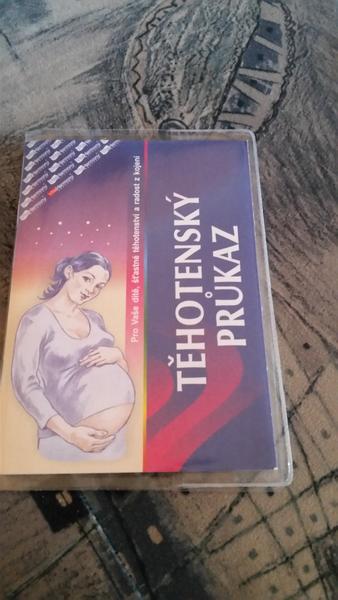 Pro Vaše dítě, šťastné těhotenství a radost z kojení
TĚHOTENSKÝ
PRŮKAZ